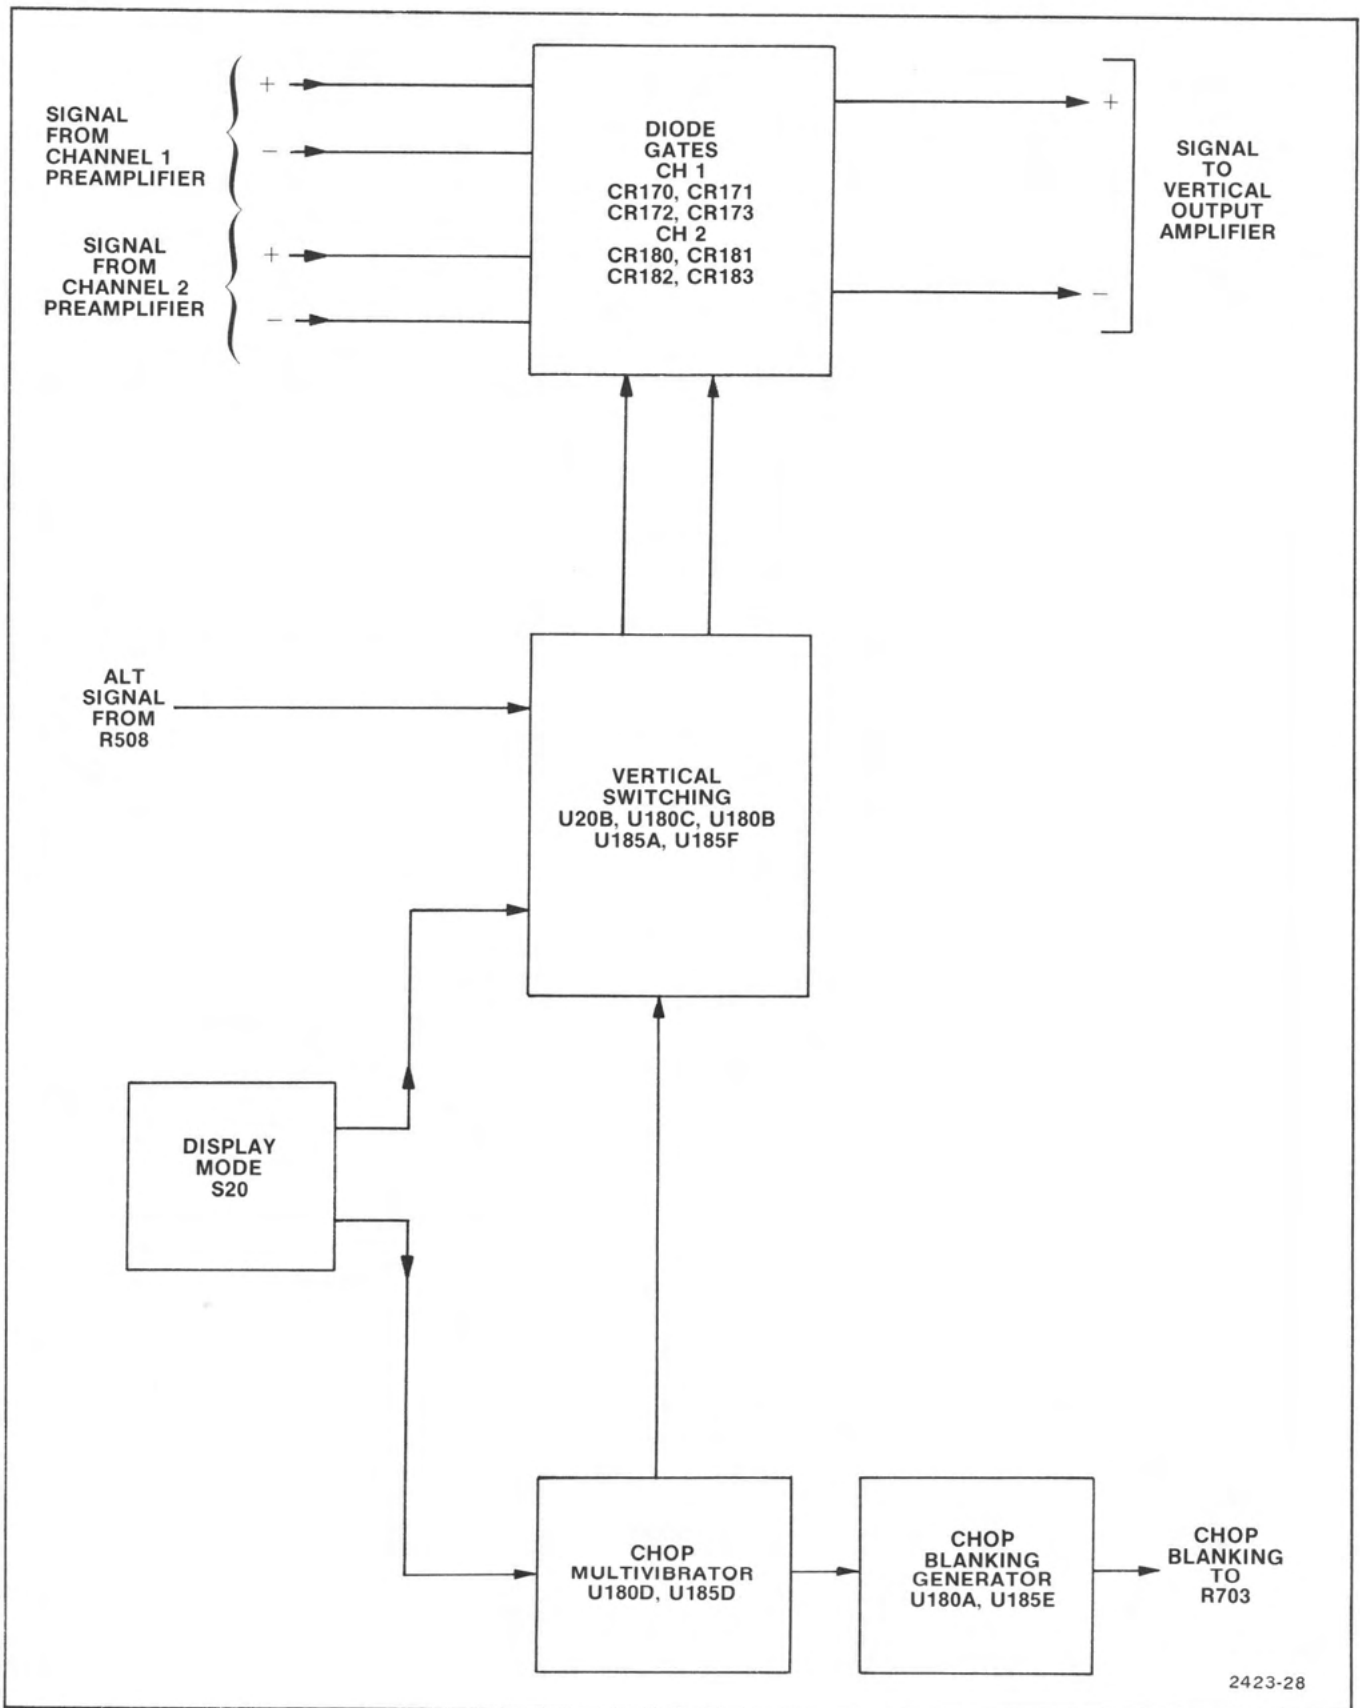 SIGNAL
FROM
CHANNEL 1
PREAMPLIFIER
+
−
SIGNAL
FROM
CHANNEL 2
PREAMPLIFIER
+
−
DIODE
GATES
CH 1
CR170, CR171
CR172, CR173
CH 2
CR180, CR181
CR182, CR183
+
−
SIGNAL
TO
VERTICAL
OUTPUT
AMPLIFIER
ALT
SIGNAL
FROM
R508
VERTICAL
SWITCHING
U20B, U180C, U180B
U185A, U185F
DISPLAY
MODE
S20
CHOP
MULTIVIBRATOR
U180D, U185D
CHOP
BLANKING
GENERATOR
U180A, U185E
CHOP
BLANKING
TO
R703
2423-28